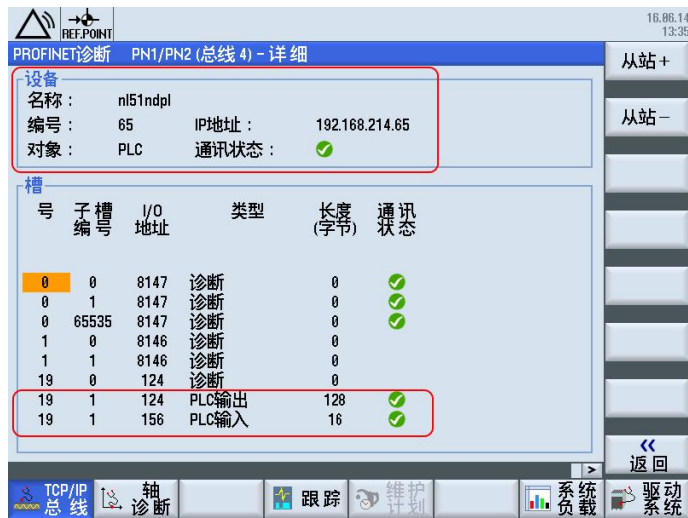 REF.POINT
16.06.14
13:35
PROFINET诊断 PN1/PN2 (总线 4) - 详细
设备
名称： nl51ndpl
编号： 65 IP地址： 192.168.214.65
对象： PLC 通讯状态：
槽
号 子槽编号 I/O地址 类型 长度(字节) 通讯状态
0 0 8147 诊断 0
0 1 8147 诊断 0
0 65535 8147 诊断 0
1 0 8146 诊断 0
1 1 8146 诊断 0
19 0 124 诊断 0
19 1 124 PLC输出 128
19 1 156 PLC输入 16
从站+
从站-
<<
返回
>
TCP/IP总线 轴诊断 跟踪 维护计划 系统负载 驱动系统